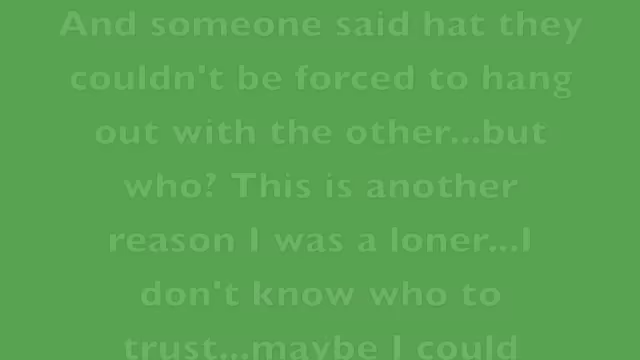 And someone said hat they
couldn't be forced to hang
out with the other...but
who? This is another
reason I was a loner...I
don't know who to
trust...maybe I could